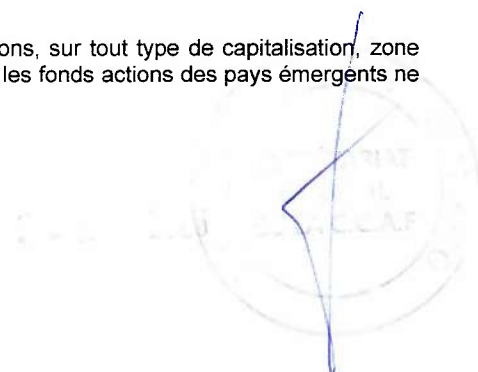 ons, sur tout type de capitalisation, zone
les fonds actions des pays émergents ne
C.C.A.F